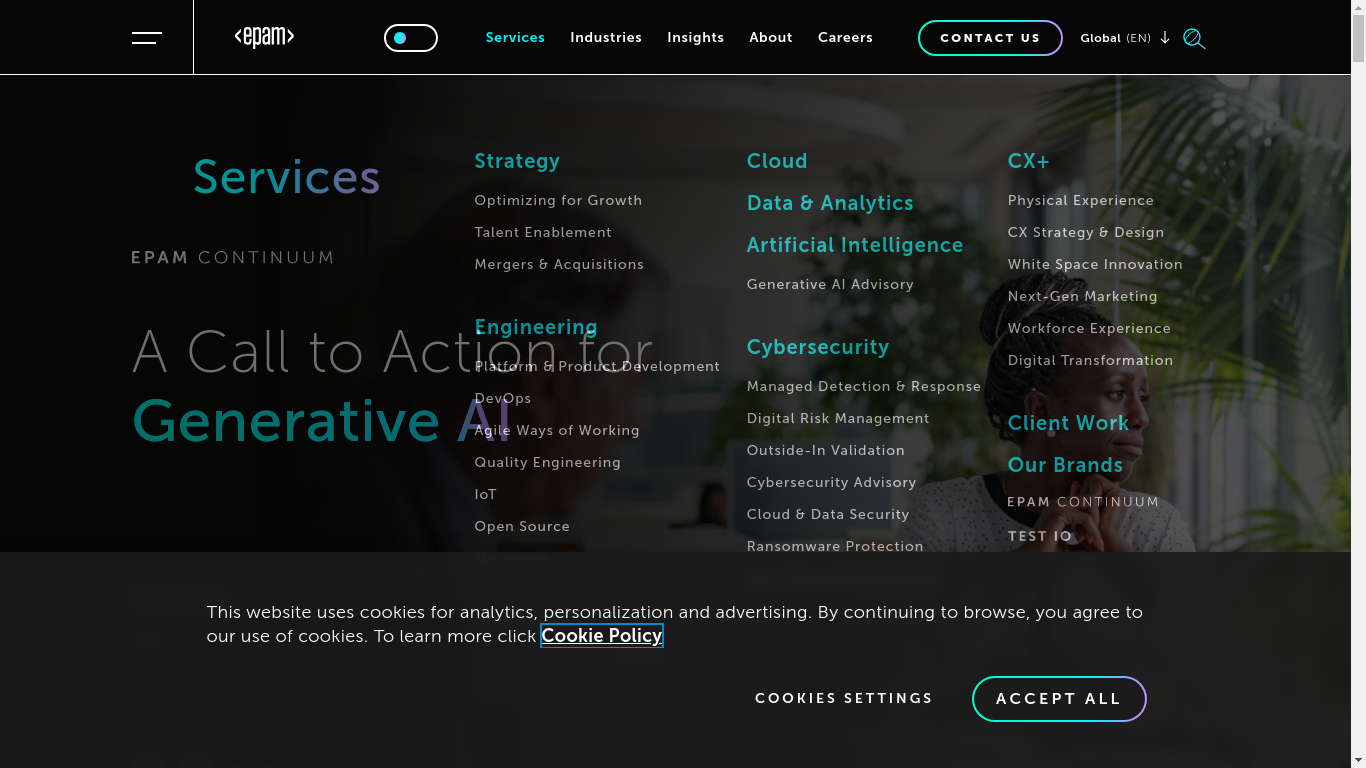 <epam>
Services
Industries
Insights
About
Careers
CONTACT US
Global (EN)
Services
EPAM CONTINUUM
A Call to Action for
Generative AI
Strategy
Optimizing for Growth
Talent Enablement
Mergers & Acquisitions
Engineering
Platform & Product Development
DevOps
Agile Ways of Working
Quality Engineering
IoT
Open Source
Cloud
Data & Analytics
Artificial Intelligence
Generative AI Advisory
Cybersecurity
Managed Detection & Response
Digital Risk Management
Outside-In Validation
Cybersecurity Advisory
Cloud & Data Security
Ransomware Protection
CX+
Physical Experience
CX Strategy & Design
White Space Innovation
Next-Gen Marketing
Workforce Experience
Digital Transformation
Client Work
Our Brands
EPAM CONTINUUM
TEST IO
This website uses cookies for analytics, personalization and advertising. By continuing to browse, you agree to
our use of cookies. To learn more click Cookie Policy
COOKIES SETTINGS
ACCEPT ALL